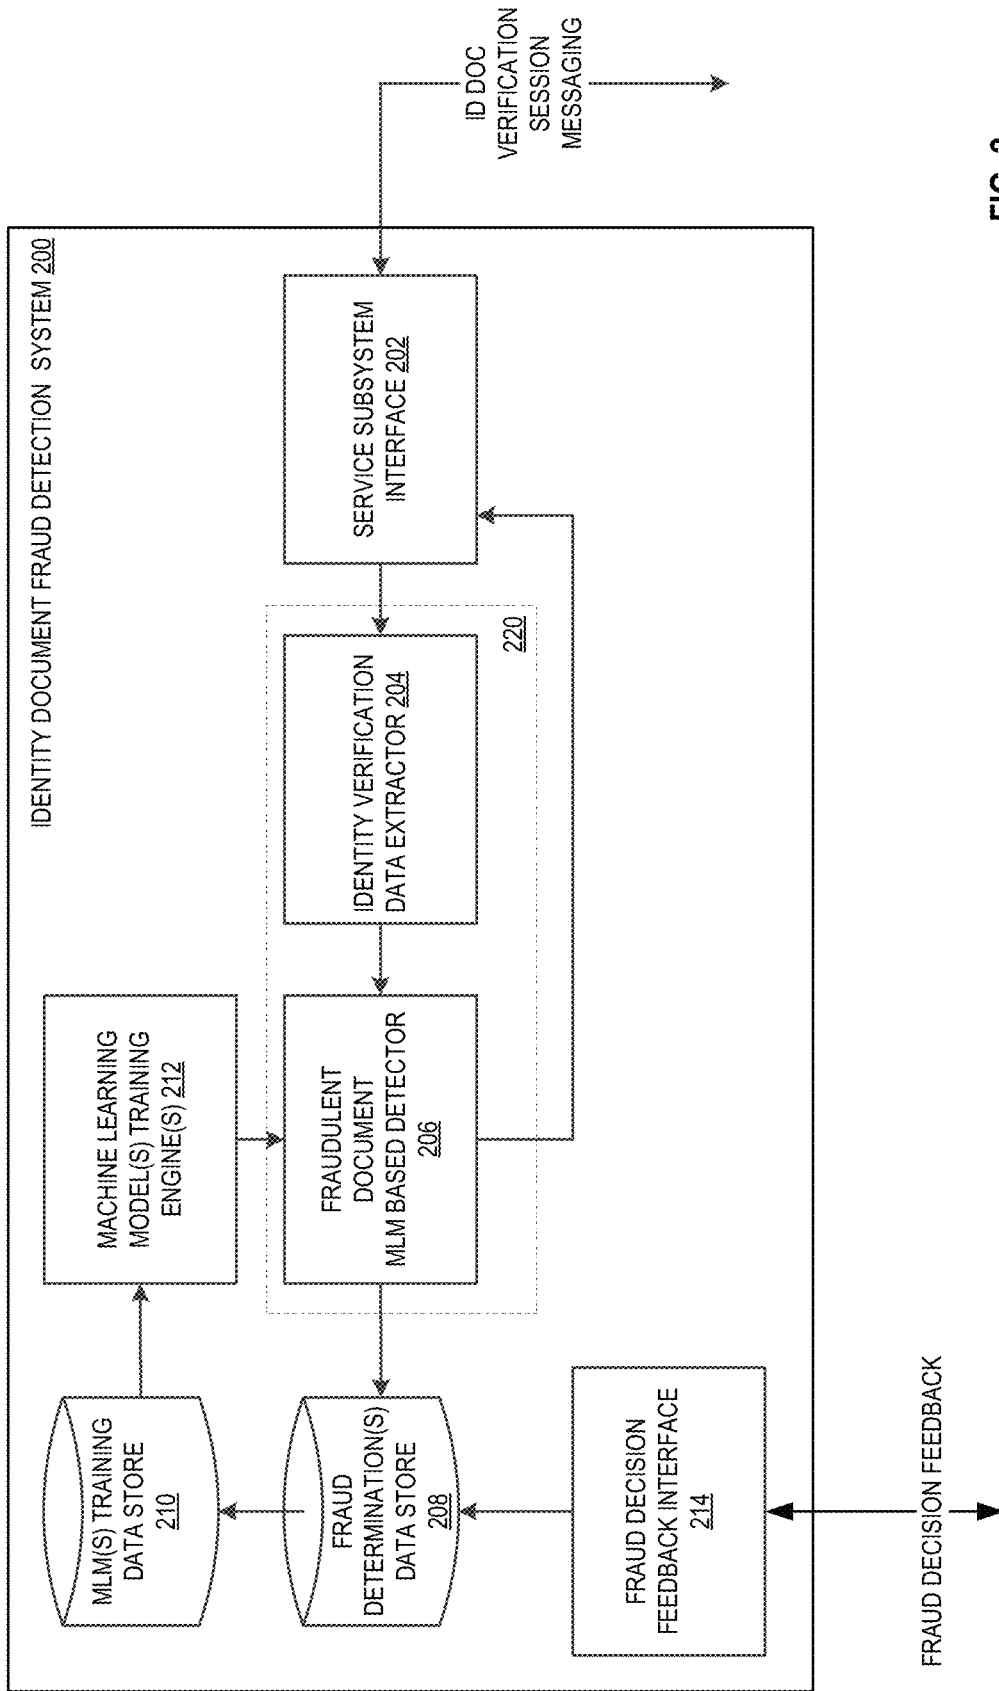 IDENTITY DOCUMENT FRAUD DETECTION SYSTEM 200
MLM(S) TRAINING
DATA STORE
210
MACHINE LEARNING
MODEL(S) TRAINING
ENGINE(S) 212
FRAUD
DETERMINATION(S)
DATA STORE
208
FRAUDULENT
DOCUMENT
MLM BASED DETECTOR
206
IDENTITY VERIFICATION
DATA EXTRACTOR 204
SERVICE SUBSYSTEM
INTERFACE 202
220
ID DOC
VERIFICATION
SESSION
MESSAGING
FRAUD DECISION
FEEDBACK INTERFACE
214
FRAUD DECISION FEEDBACK
FIG.